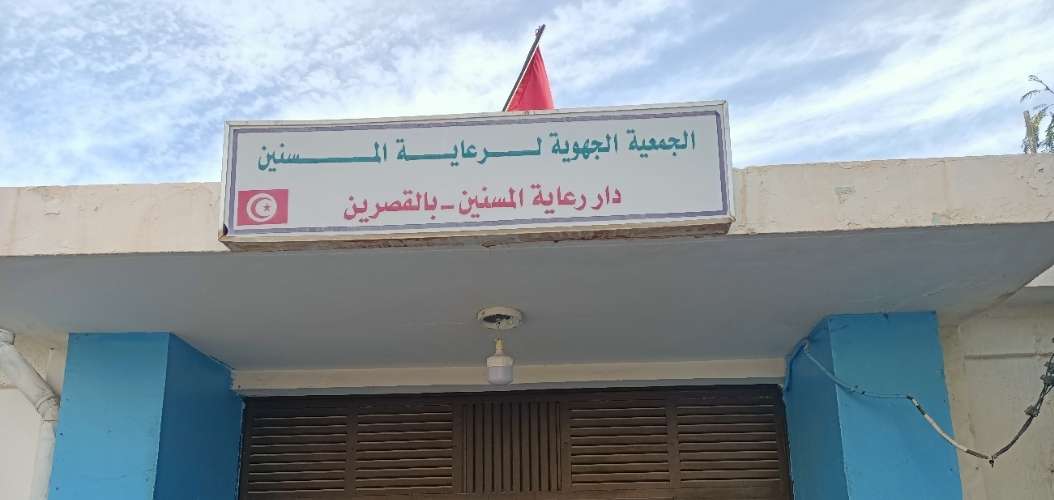 الجمعية الجهوية لرعاية المسنين
دار رعاية المسنين - بالقصرين